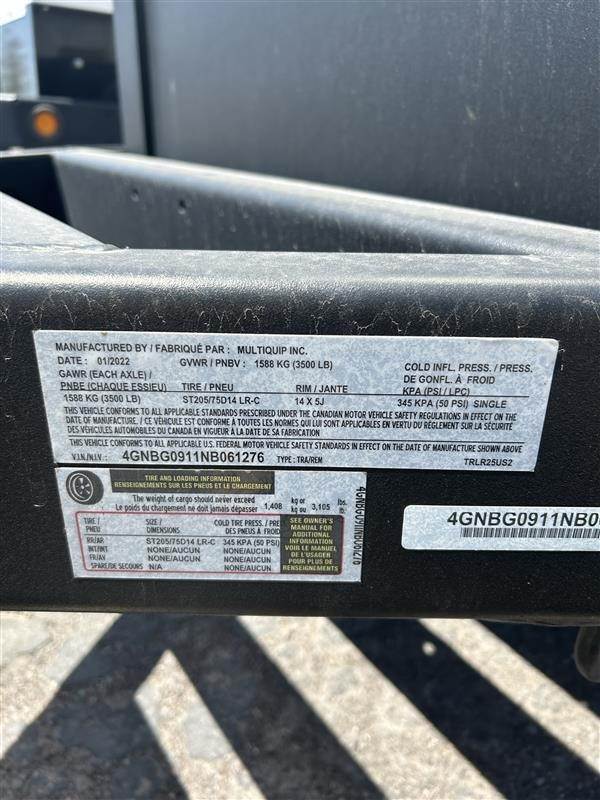 MANUFACTURED BY / FABRIQUÉ PAR : MULTIQUIP INC.
DATE : 01/2022 GVWR / PNBV : 1588 KG (3500 LB)
GAWR (EACH AXLE) / COLD INFL. PRESS./ PRESS.
PNBE (CHAQUE ESSIEU) TIRE / PNEU RIM / JANTE DE GONFL. À FROID KPA (PSI / LPC)
1588 KG (3500 LB) ST205/75D14 LR-C 14 X 5J 345 KPA (50 PSI) SINGLE
THIS VEHICLE CONFORMS TO ALL APPLICABLE STANDARDS PRESCRIBED UNDER THE CANADIAN MOTOR VEHICLE SAFETY REGULATIONS IN EFFECT ON THE
DATE OF MANUFACTURE / CE VÉHICULE EST CONFORME À TOUTES LES NORMES QUI LUI SONT APPLICABLES EN VERTU DU RÈGLEMENT SUR LA SÉCURITÉ
DES VÉHICULES AUTOMOBILES DU CANADA EN VIGUEUR À LA DATE DE SA FABRICATION
THIS VEHICLE CONFORMS TO ALL APPLICABLE U.S. FEDERAL MOTOR VEHICLE SAFETY STANDARDS IN EFFECT ON THE DATE OF MANUFACTURE SHOWN ABOVE
V.I.N./N.I.V. : 4GNBG0911NB061276 TYPE : TRA/REM TRLR25US2
TIRE AND LOADING INFORMATION
RENSEIGNEMENTS SUR LES PNEUS ET LE CHARGEMENT
The weight of cargo should never exceed kg or lbs.
Le poids du chargement ne doit jamais dépasser 1,408 kg ou 3,105 lb.
TIRE / SIZE / COLD TIRE PRESS. / PRE
PNEU DIMENSIONS DES PNEUS À FROID
RR/AR ST205/75D14 LR-C 345 KPA (50 PSI)
INT/INT NONE/AUCUN NONE/AUCUN
FR/AV NONE/AUCUN NONE/AUCUN
SPARE/DE SECOURS N/A NONE/AUCUN
SEE OWNER'S
MANUAL FOR
ADDITIONAL
INFORMATION
VOIR LE MANUEL
DE L'USAGER
POUR PLUS DE
RENSEIGNEMENTS
4GNBG0911NB061276
4GNBG0911NB0